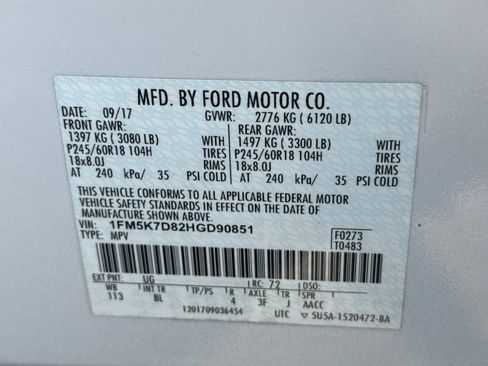 MFD. BY FORD MOTOR CO.
DATE: 09/17 GVWR: 2776 KG ( 6120 LB)
FRONT GAWR: REAR GAWR:
1397 KG ( 3080 LB) 1497 KG ( 3300 LB)
P245/60R18 104H TIRES P245/60R18 104H TIRES
18x8.0J RIMS 18x8.0J RIMS
AT 240 kPa/ 35 PSI COLD AT 240 kPa/ 35 PSI COLD
THIS VEHICLE CONFORMS TO ALL APPLICABLE FEDERAL MOTOR
VEHICLE SAFETY STANDARDS IN EFFECT ON THE DATE OF
MANUFACTURE SHOWN ABOVE.
VIN: 1FM5K7D82HGD90851 F0273
TYPE: MPV T0483
EXT PNT: UG RC: 72 DSO:
WB INT TR TP/PS R AXLE TR SPR
113 BL 4 3F J AACC
1201709036454 UTC ▽ 5U5A-1520472-BA